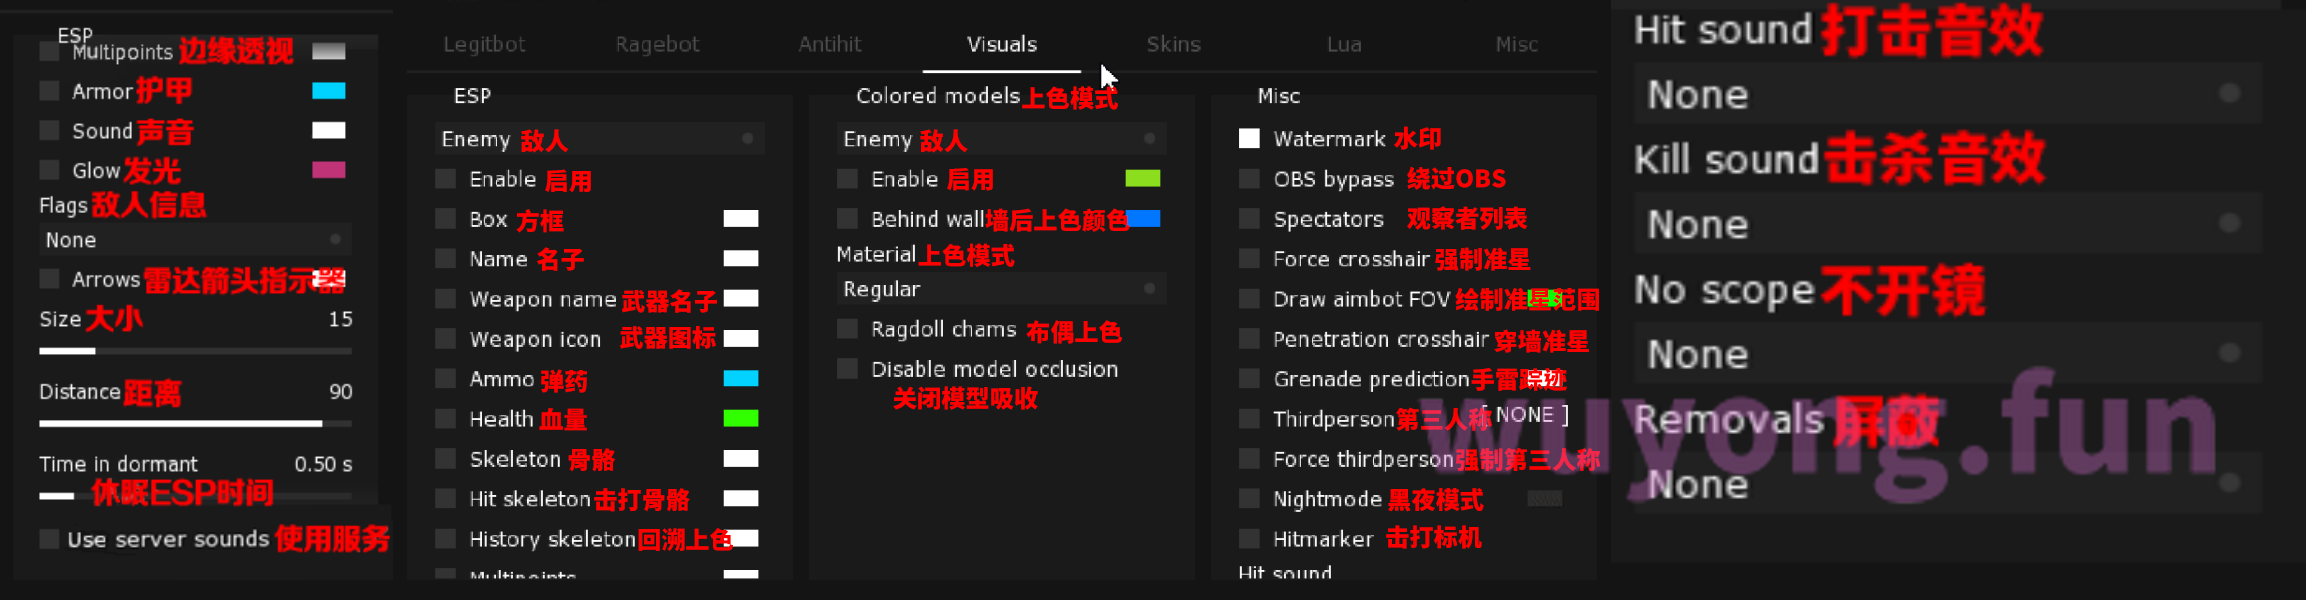 ESP
Multipoints 边缘透视
Armor 护甲
Sound 声音
Glow 发光
Flags 敌人信息
None
Arrows 雷达箭头指示器
Size 大小 15
Distance 距离 90
Time in dormant 0.50 s
休眠ESP时间
Use server sounds 使用服务
Legitbot Ragebot Antihit Visuals Skins Lua Misc
ESP
Enemy 敌人
Enable 启用
Box 方框
Name 名子
Weapon name 武器名子
Weapon icon 武器图标
Ammo 弹药
Health 血量
Skeleton 骨骼
Hit skeleton 击打骨骼
History skeleton 回溯上色
Multipoints
Colored models 上色模式
Enemy 敌人
Enable 启用
Behind wall 墙后上色颜色
Material 上色模式
Regular
Ragdoll chams 布偶上色
Disable model occlusion
关闭模型吸收
Misc
Watermark 水印
OBS bypass 绕过OBS
Spectators 观察者列表
Force crosshair 强制准星
Draw aimbot FOV 绘制准星范围
Penetration crosshair 穿墙准星
Grenade prediction 手雷踪迹
Thirdperson 第三人称 [ NONE ]
Force thirdperson 强制第三人称
Nightmode 黑夜模式
Hitmarker 击打标机
Hit sound
Hit sound 打击音效
None
Kill sound 击杀音效
None
No scope 不开镜
None
Removals 屏蔽
None
wuyong.fun